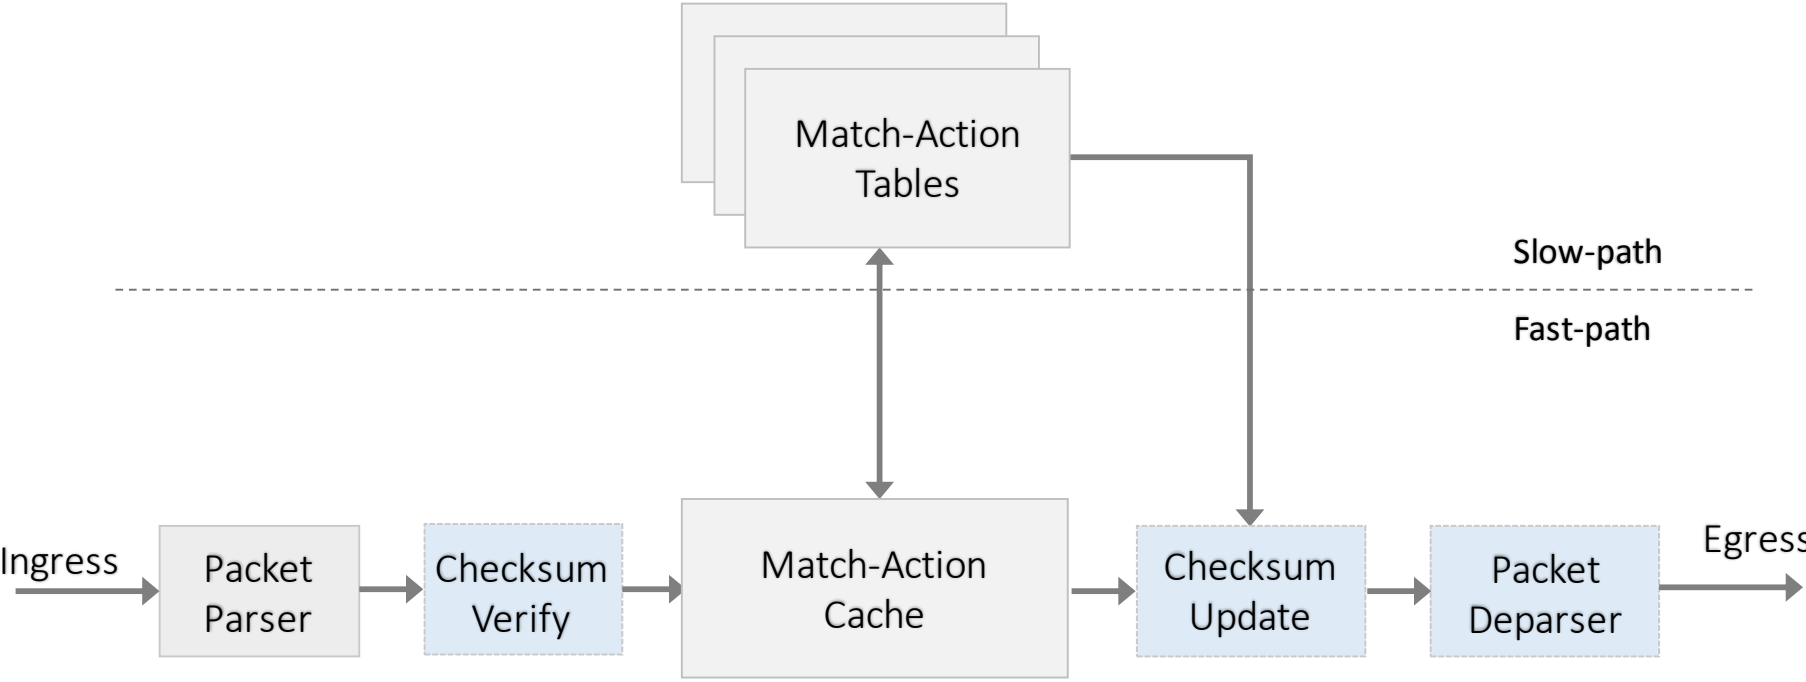 Match-Action
Tables
Slow-path
Fast-path
Ingress
Packet
Parser
Checksum
Verify
Match-Action
Cache
Checksum
Update
Packet
Deparser
Egress